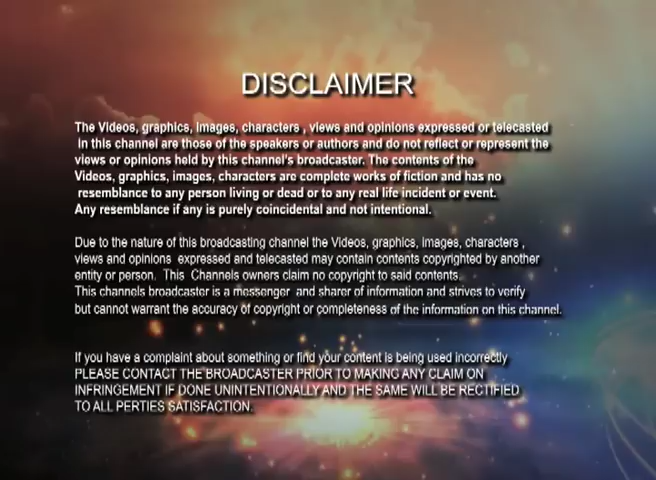 DISCLAIMER
The Videos, graphics, images, characters , views and opinions expressed or telecasted
in this channel are those of the speakers or authors and do not reflect or represent the
views or opinions held by this channel's broadcaster. The contents of the
Videos, graphics, images, characters are complete works of fiction and has no
resemblance to any person living or dead or to any real life incident or event.
Any resemblance if any is purely coincidental and not intentional.
Due to the nature of this broadcasting channel the Videos, graphics, images, characters ,
views and opinions expressed and telecasted may contain contents copyrighted by another
entity or person. This Channels owners claim no copyright to said contents.
This channels broadcaster is a messenger and sharer of information and strives to verify
but cannot warrant the accuracy of copyright or completeness of the information on this channel.
If you have a complaint about something or find your content is being used incorrectly
PLEASE CONTACT THE BROADCASTER PRIOR TO MAKING ANY CLAIM ON
INFRINGEMENT IF DONE UNINTENTIONALLY AND THE SAME WILL BE RECTIFIED
TO ALL PERTIES SATISFACTION.